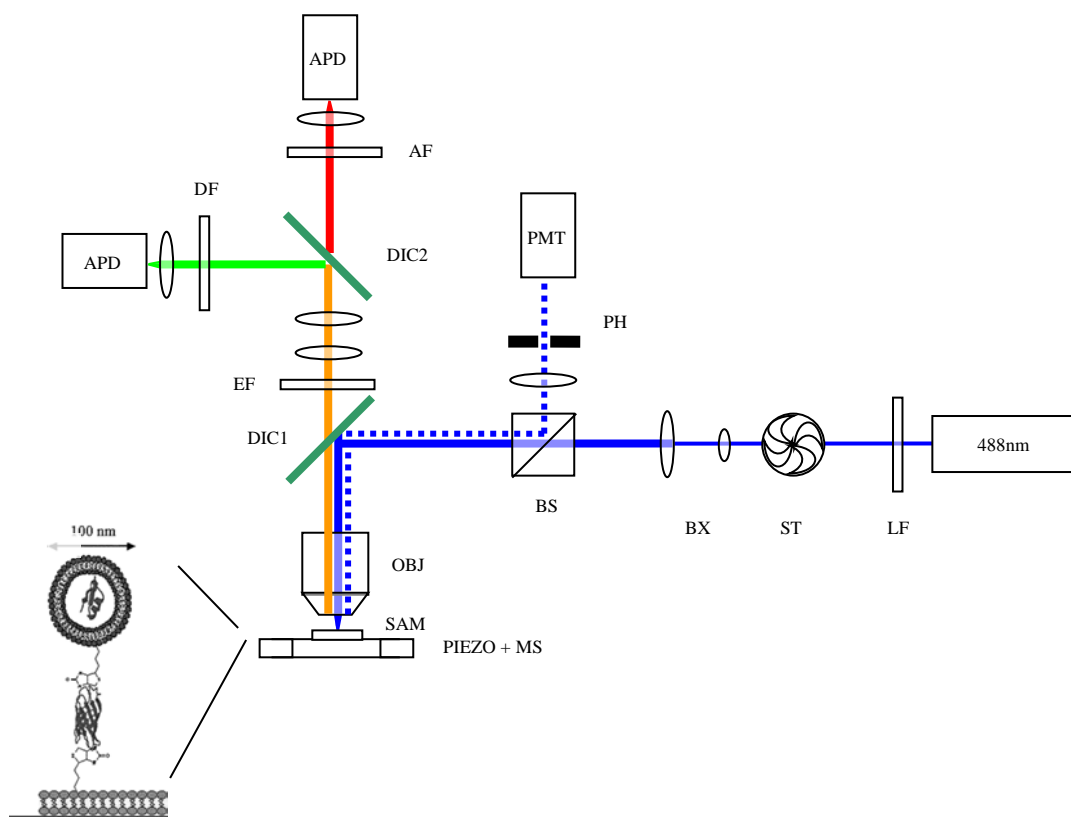 APD
AF
DF
APD
DIC2
PMT
PH
EF
DIC1
488nm
BS
BX
ST
LF
100 nm
OBJ
SAM
PIEZO + MS